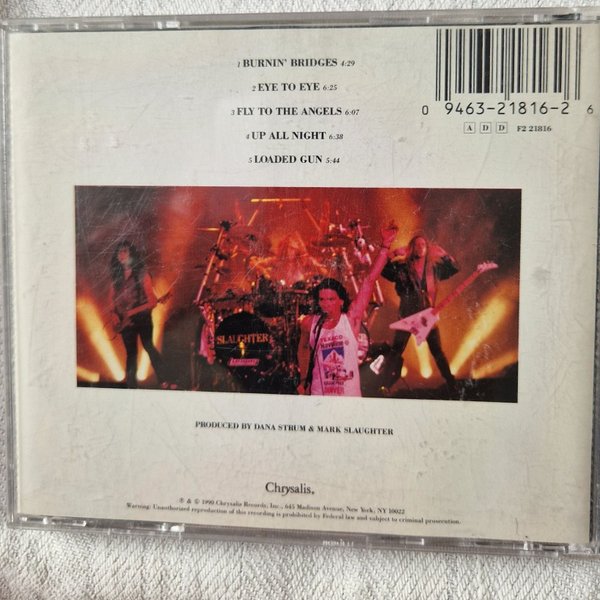 1 BURNIN' BRIDGES 4:29
2 EYE TO EYE 6:25
3 FLY TO THE ANGELS 6:07
4 UP ALL NIGHT 6:38
5 LOADED GUN 5:44
0 09463-21816-2 6
A D D F2 21816
SLAUGHTER
PRODUCED BY DANA STRUM & MARK SLAUGHTER
Chrysalis.
℗ & © 1990 Chrysalis Records, Inc., 645 Madison Avenue, New York, NY 10022
Warning: Unauthorized reproduction of this recording is prohibited by Federal law and subject to criminal prosecution.